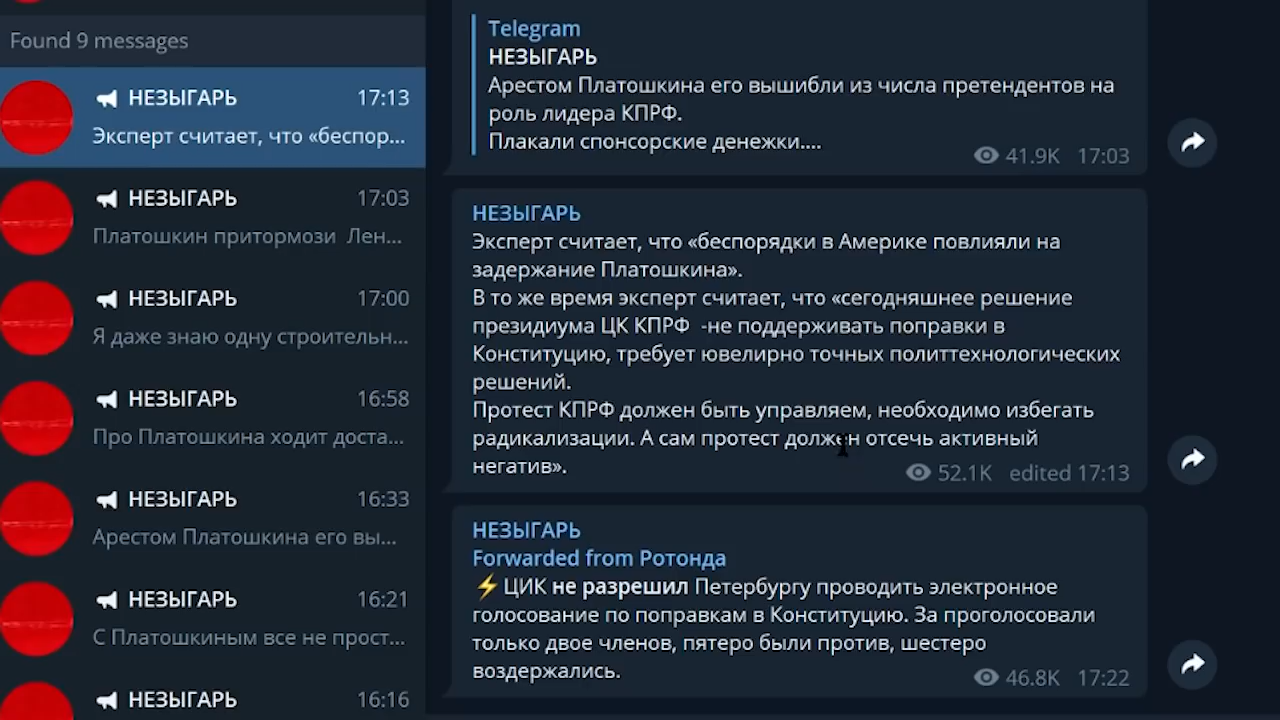 Found 9 messages
НЕЗЫГАРЬ 17:13
Эксперт считает, что «беспор...
НЕЗЫГАРЬ 17:03
Платошкин притормози Лен...
НЕЗЫГАРЬ 17:00
Я даже знаю одну строительн...
НЕЗЫГАРЬ 16:58
Про Платошкина ходит доста...
НЕЗЫГАРЬ 16:33
Арестом Платошкина его вы...
НЕЗЫГАРЬ 16:21
С Платошкиным все не прост...
НЕЗЫГАРЬ 16:16
Telegram
НЕЗЫГАРЬ
Арестом Платошкина его вышибли из числа претендентов на
роль лидера КПРФ.
Плакали спонсорские денежки....
41.9K 17:03
НЕЗЫГАРЬ
Эксперт считает, что «беспорядки в Америке повлияли на
задержание Платошкина».
В то же время эксперт считает, что «сегодняшнее решение
президиума ЦК КПРФ -не поддерживать поправки в
Конституцию, требует ювелирно точных политтехнологических
решений.
Протест КПРФ должен быть управляем, необходимо избегать
радикализации. А сам протест должен отсечь активный
негатив».
52.1K edited 17:13
НЕЗЫГАРЬ
Forwarded from Ротонда
⚡ЦИК не разрешил Петербургу проводить электронное
голосование по поправкам в Конституцию. За проголосовали
только двое членов, пятеро были против, шестеро
воздержались.
46.8K 17:22